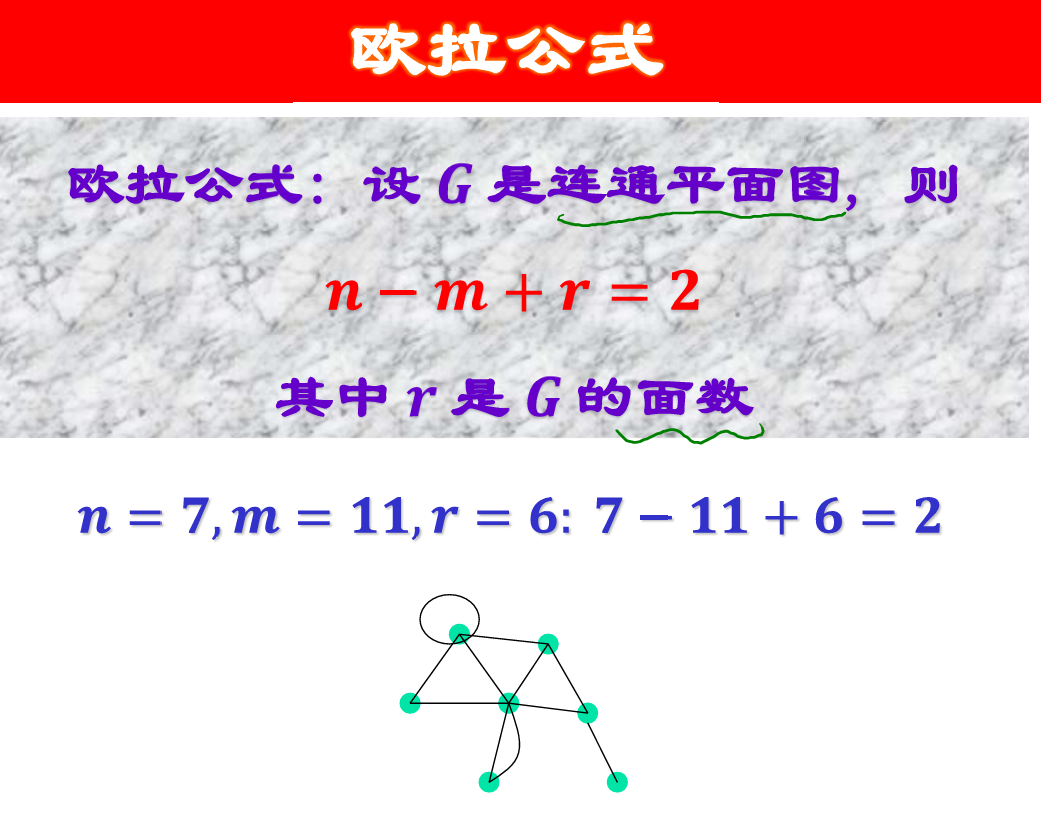 欧拉公式
欧拉公式：设 G 是连通平面图，则
n − m + r = 2
其中 r 是 G 的面数
n = 7, m = 11, r = 6: 7 − 11 + 6 = 2